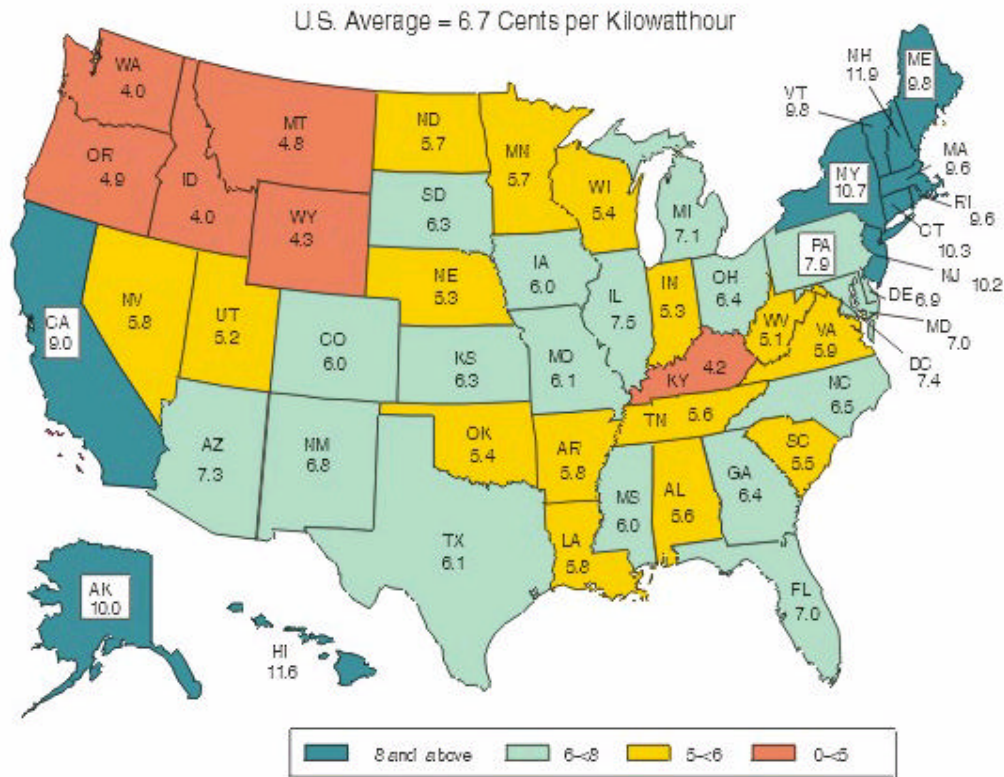 U.S. Average = 6.7 Cents per Kilowatthour
WA
4.0
MT
4.8
ND
5.7
MN
5.7
NH
11.9
ME
9.8
VT
9.8
OR
4.9
ID
4.0
WY
4.3
SD
6.3
WI
5.4
MI
7.1
NY
10.7
MA
9.6
RI
9.6
CT
10.3
NJ
10.2
PA
7.9
DE 6.9
MD
7.0
DC
7.4
CA
9.0
NV
5.8
UT
5.2
CO
6.0
NE
5.3
KS
6.3
IA
6.0
MO
6.1
IL
7.5
IN
5.3
OH
6.4
KY 4.2
WV
5.1
VA
5.9
NC
6.5
TN 5.6
SC
5.5
AZ
7.3
NM
6.8
OK
5.4
AR
5.8
MS
6.0
AL
5.6
GA
6.4
TX
6.1
LA
5.8
FL
7.0
AK
10.0
HI
11.6
8 and above 6-<8 5-<6 0-<5